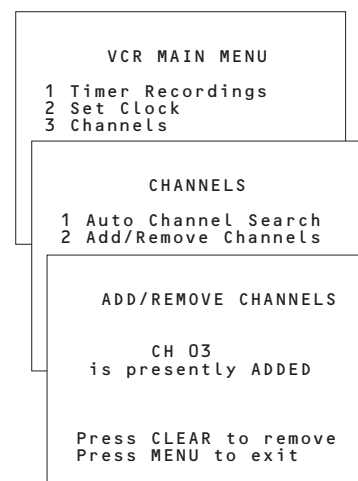 VCR MAIN MENU
1 Timer Recordings
2 Set Clock
3 Channels
CHANNELS
1 Auto Channel Search
2 Add/Remove Channels
ADD/REMOVE CHANNELS
CH 03
is presently ADDED
Press CLEAR to remove
Press MENU to exit